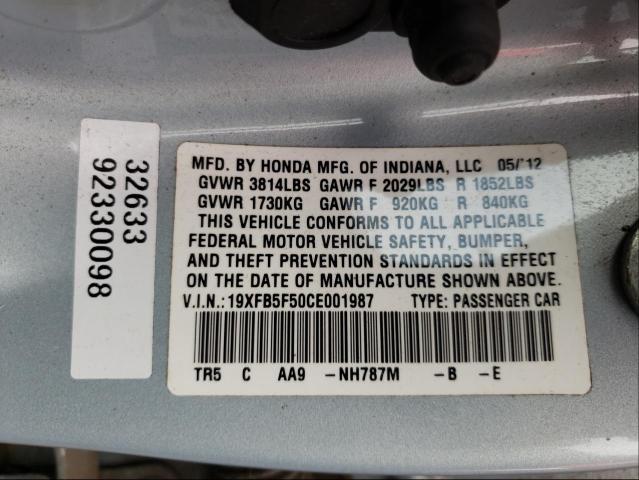 MFD. BY HONDA MFG. OF INDIANA, LLC 05/12
GVWR 3814LBS GAWR F 2029LBS R 1852LBS
GVWR 1730KG GAWR F 920KG R 840KG
THIS VEHICLE CONFORMS TO ALL APPLICABLE
FEDERAL MOTOR VEHICLE SAFETY, BUMPER,
AND THEFT PREVENTION STANDARDS IN EFFECT
ON THE DATE OF MANUFACTURE SHOWN ABOVE.
V.I.N.: 19XFB5F50CE001987 TYPE: PASSENGER CAR
TR5 C AA9 -NH787M -B -E
32633
92330098